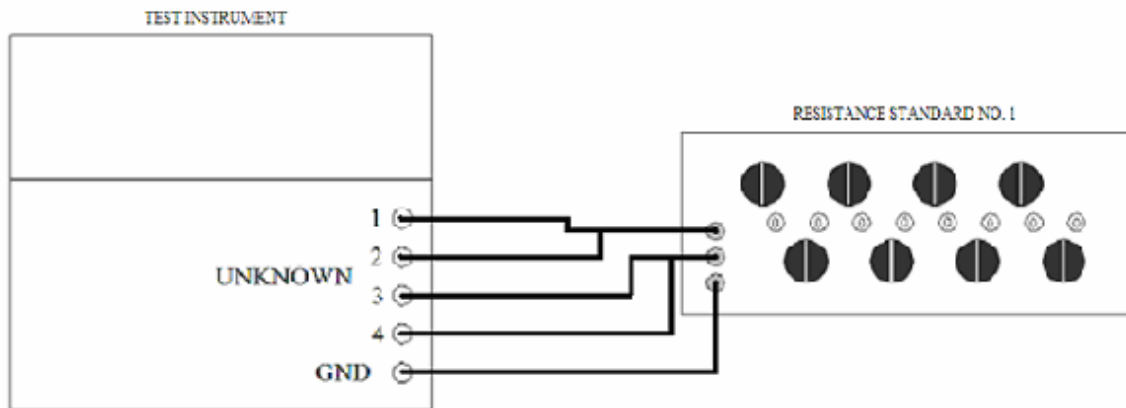 TEST INSTRUMENT
RESISTANCE STANDARD NO. 1
1
2
UNKNOWN
3
4
GND